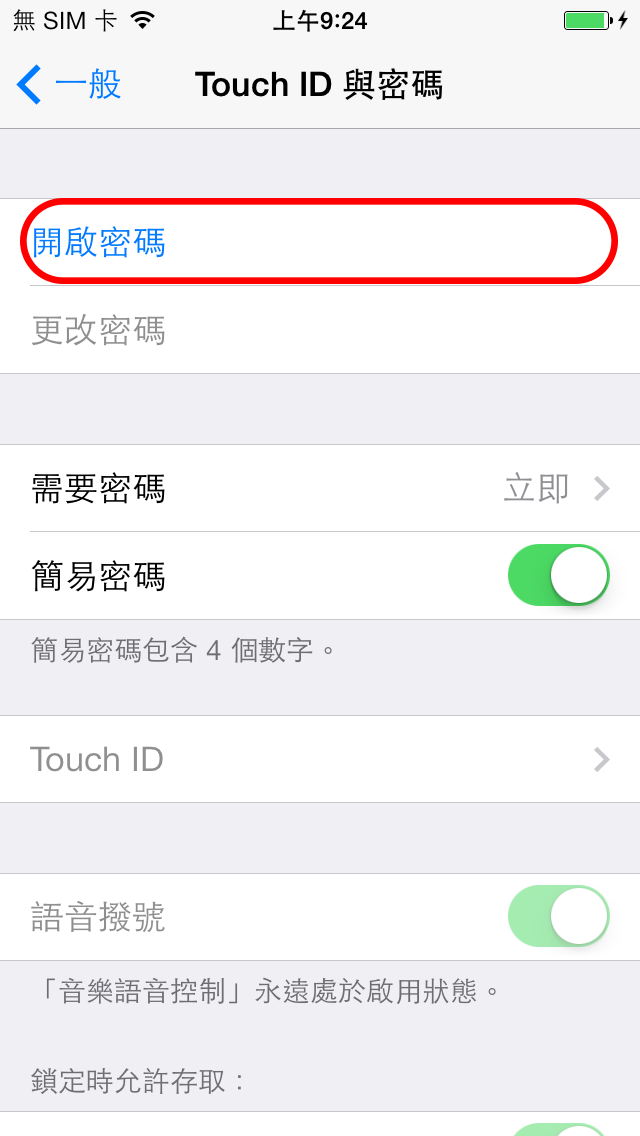 無 SIM 卡 上午9:24
一般 Touch ID 與密碼
開啟密碼
更改密碼
需要密碼 立即
簡易密碼
簡易密碼包含 4 個數字。
Touch ID
語音撥號
「音樂語音控制」永遠處於啟用狀態。
鎖定時允許存取：